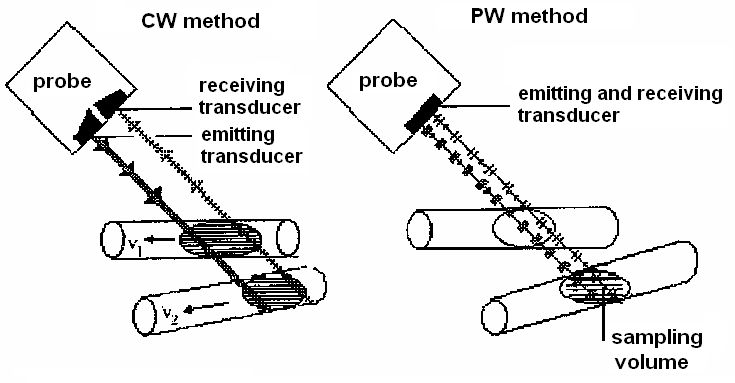 CW method
probe
receiving
transducer
emitting
transducer
v1
v2
PW method
probe
emitting and receiving
transducer
sampling
volume